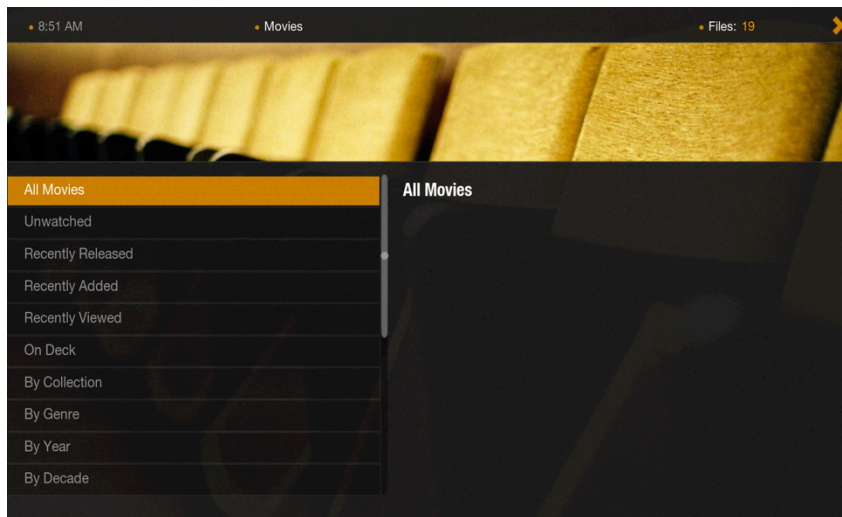 • 8:51 AM • Movies • Files: 19
All Movies
All Movies
Unwatched
Recently Released
Recently Added
Recently Viewed
On Deck
By Collection
By Genre
By Year
By Decade